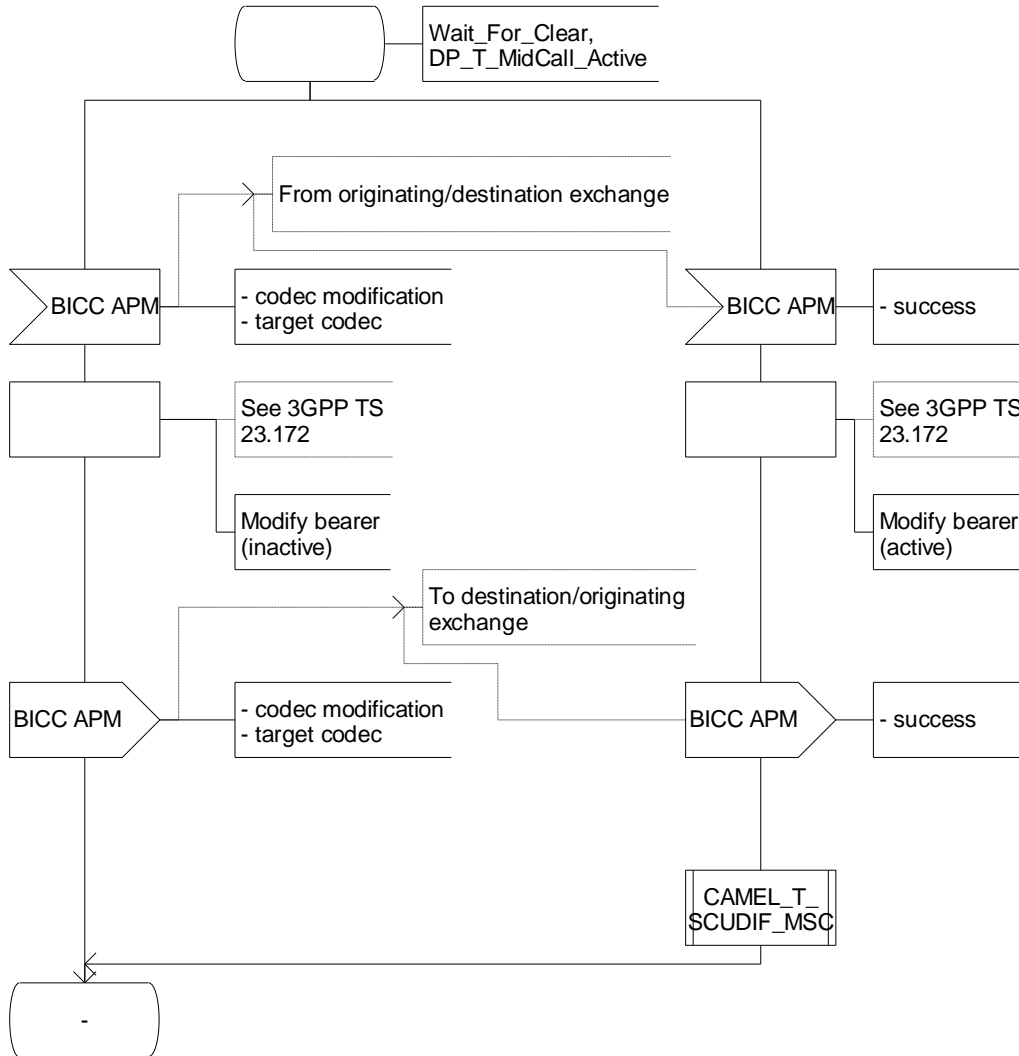 Wait_For_Clear,
DP_T_MidCall_Active
From originating/destination exchange
BICC APM
- codec modification
- target codec
BICC APM
- success
See 3GPP TS
23.172
See 3GPP TS
23.172
Modify bearer
(inactive)
Modify bearer
(active)
To destination/originating
exchange
BICC APM
- codec modification
- target codec
BICC APM
- success
CAMEL_T_
SCUDIF_MSC
-